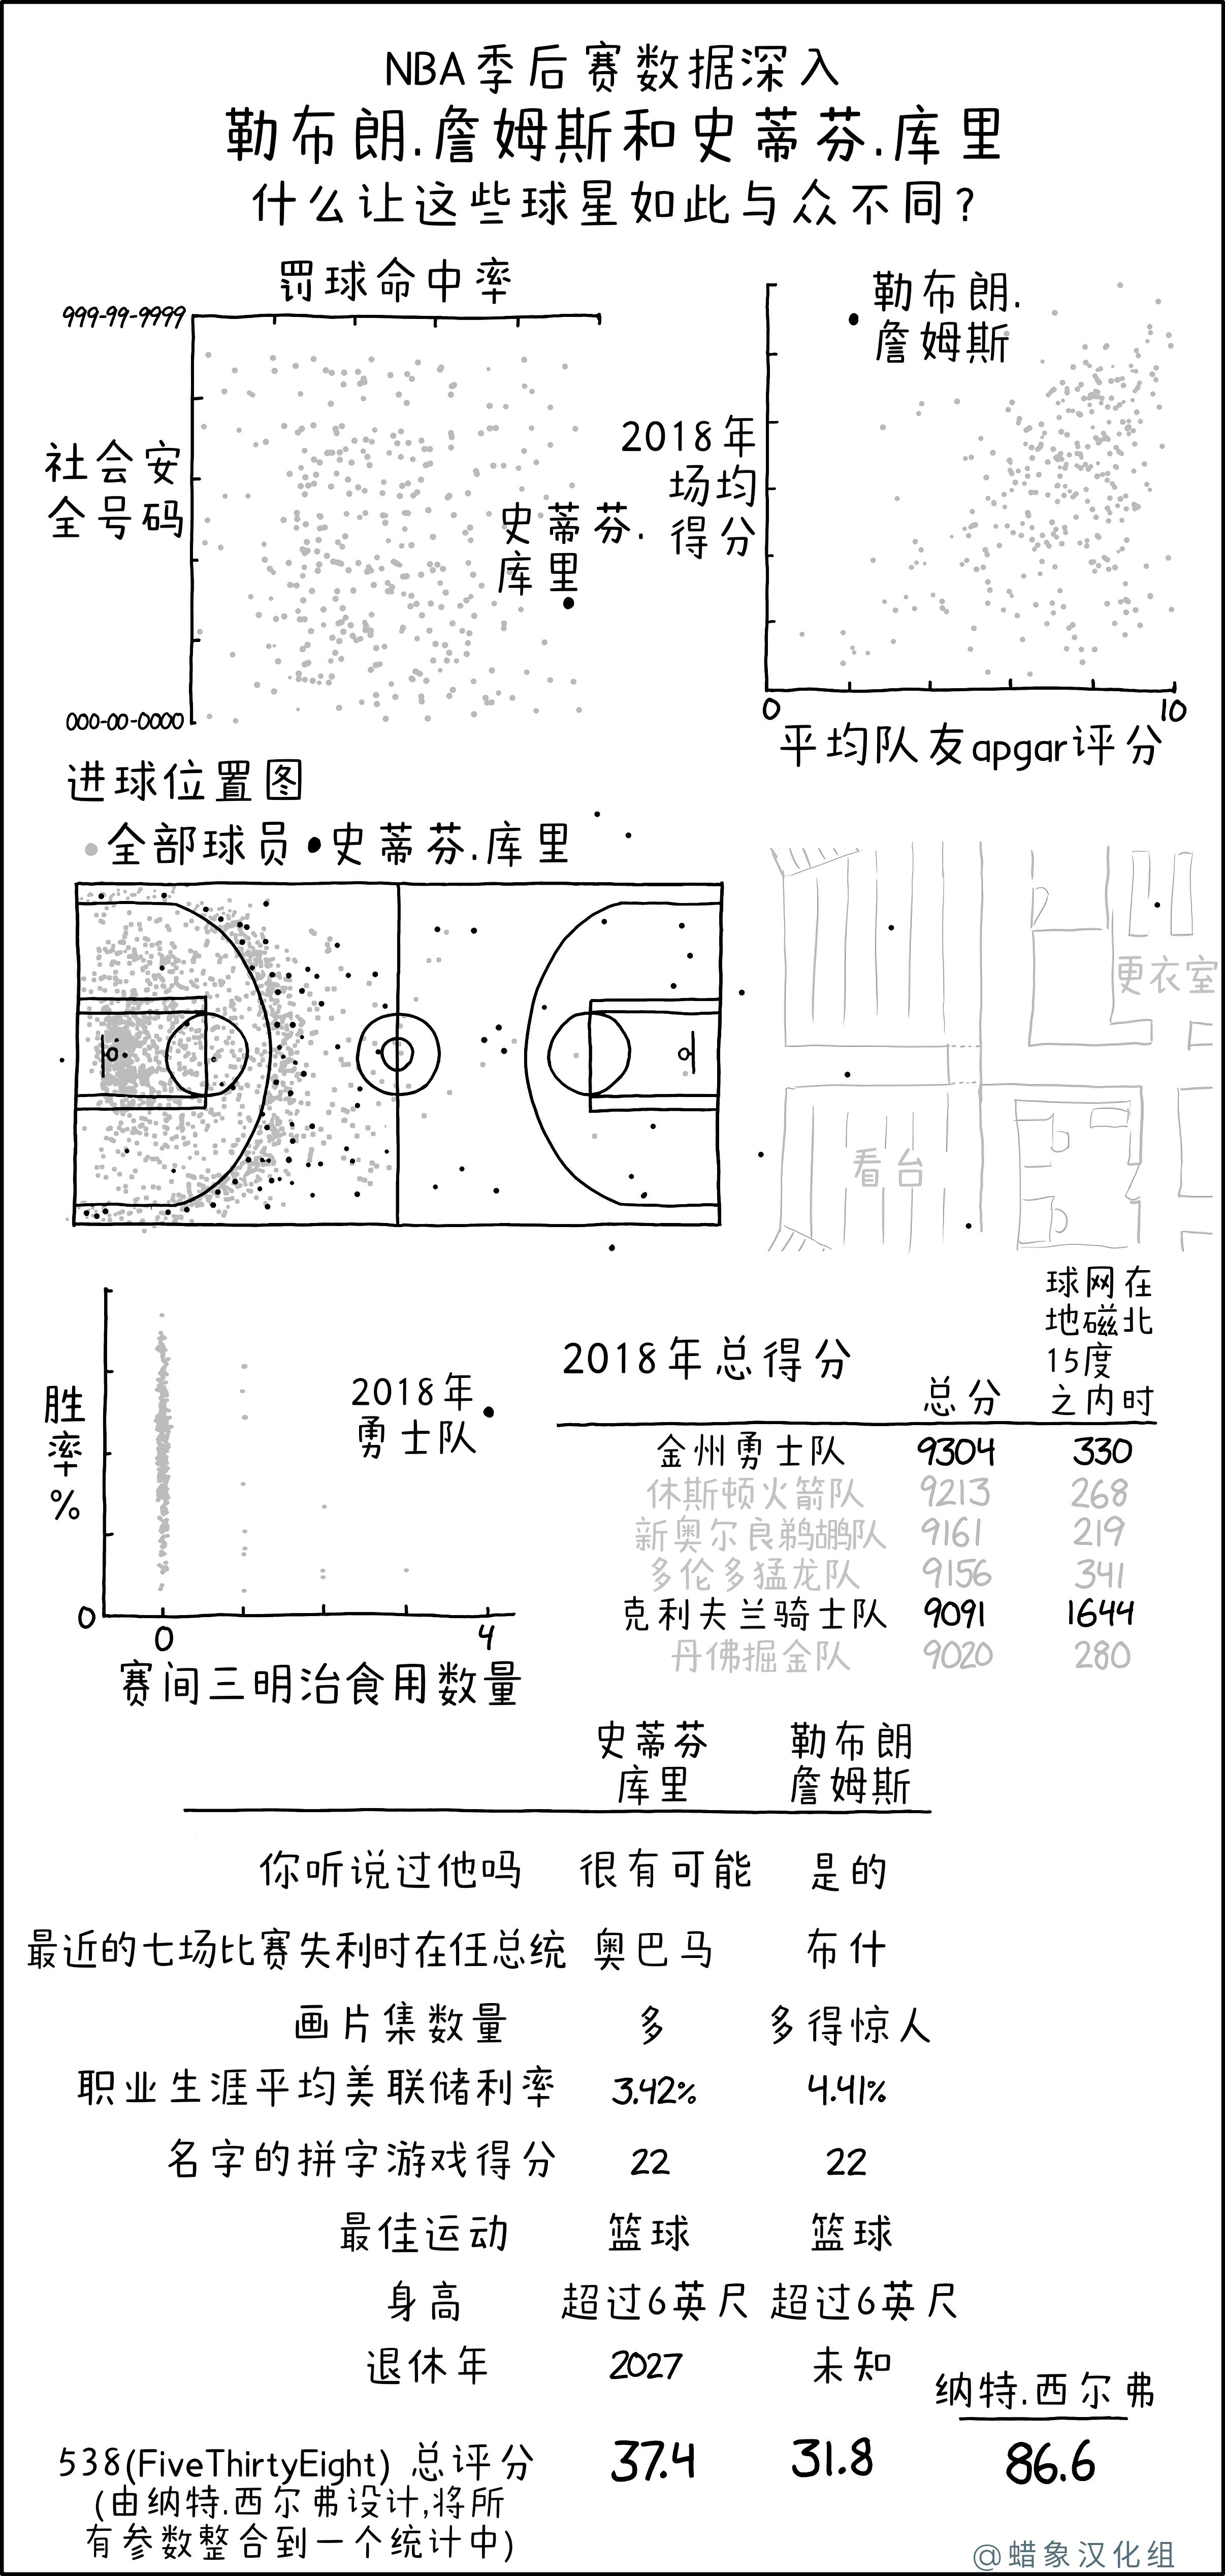 NBA季后赛数据深入
勒布朗.詹姆斯和史蒂芬.库里
什么让这些球星如此与众不同?
罚球命中率
999-99-9999
社会安
全号码
史蒂芬.
库里
000-00-0000
勒布朗.
詹姆斯
2018年
场均
得分
0
10
平均队友apgar评分
进球位置图
全部球员 史蒂芬.库里
更衣室
看台
胜
率
%
2018年
勇士队
0
0
4
赛间三明治食用数量
2018年总得分
总分
球网在
地磁北
15度
之内时
金州勇士队 9304 330
休斯顿火箭队 9213 268
新奥尔良鹈鹕队 9161 219
多伦多猛龙队 9156 341
克利夫兰骑士队 9091 1644
丹佛掘金队 9020 280
史蒂芬
库里
勒布朗
詹姆斯
你听说过他吗 很有可能 是的
最近的七场比赛失利时在任总统 奥巴马 布什
画片集数量 多 多得惊人
职业生涯平均美联储利率 3.42% 4.41%
名字的拼字游戏得分 22 22
最佳运动 篮球 篮球
身高 超过6英尺 超过6英尺
退休年 2027 未知
纳特.西尔弗
538(FiveThirtyEight) 总评分 37.4 31.8 86.6
(由纳特.西尔弗设计,将所
有参数整合到一个统计中)
@蜡象汉化组